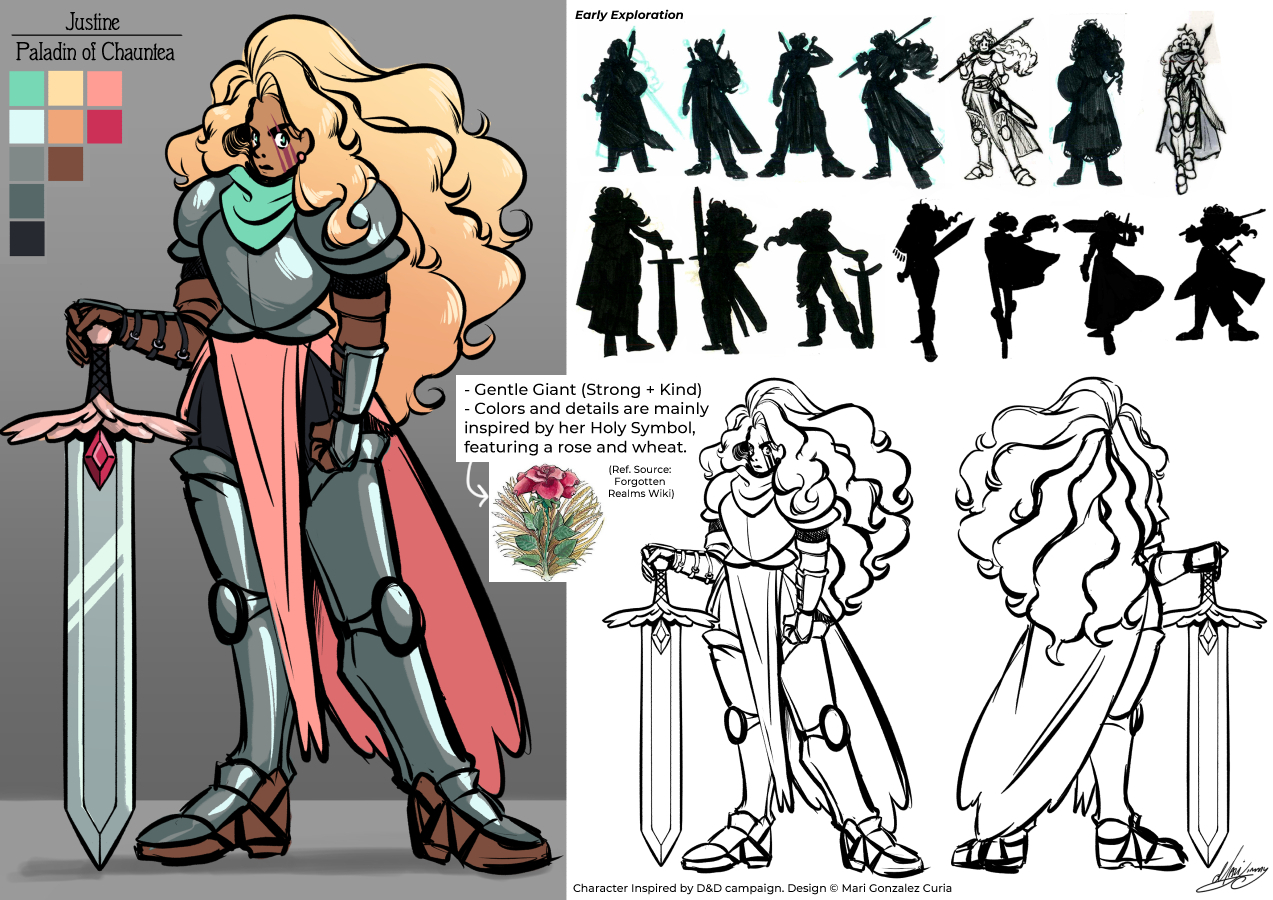 Justine
Paladin of Chauntea
Early Exploration
- Gentle Giant (Strong + Kind)
- Colors and details are mainly
inspired by her Holy Symbol,
featuring a rose and wheat.
(Ref. Source:
Forgotten
Realms Wiki)
Character Inspired by D&D campaign. Design © Mari Gonzalez Curia